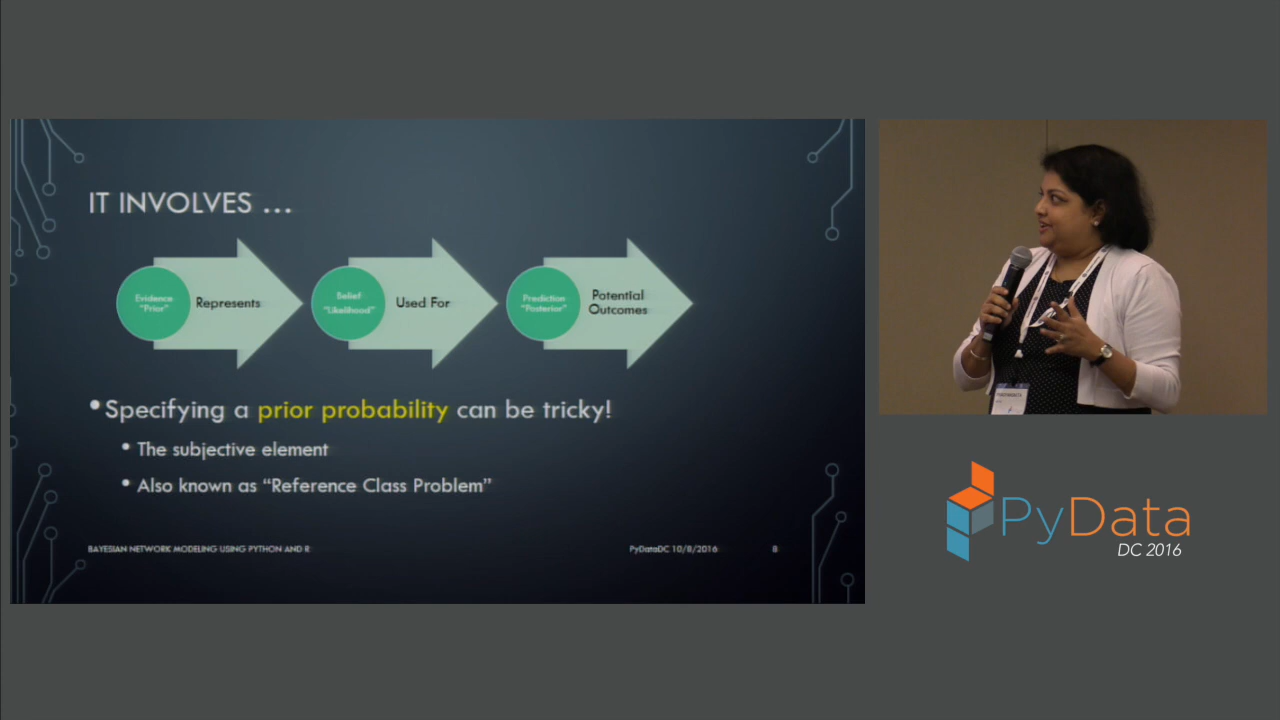 IT INVOLVES ...
Evidence
"Prior"
Represents
Belief
"Likelihood"
Used For
Prediction
"Posterior"
Potential
Outcomes
• Specifying a prior probability can be tricky!
• The subjective element
• Also known as "Reference Class Problem"
BAYESIAN NETWORK MODELING USING PYTHON AND R
PyDataDC 10/8/2016
8
PyData
DC 2016